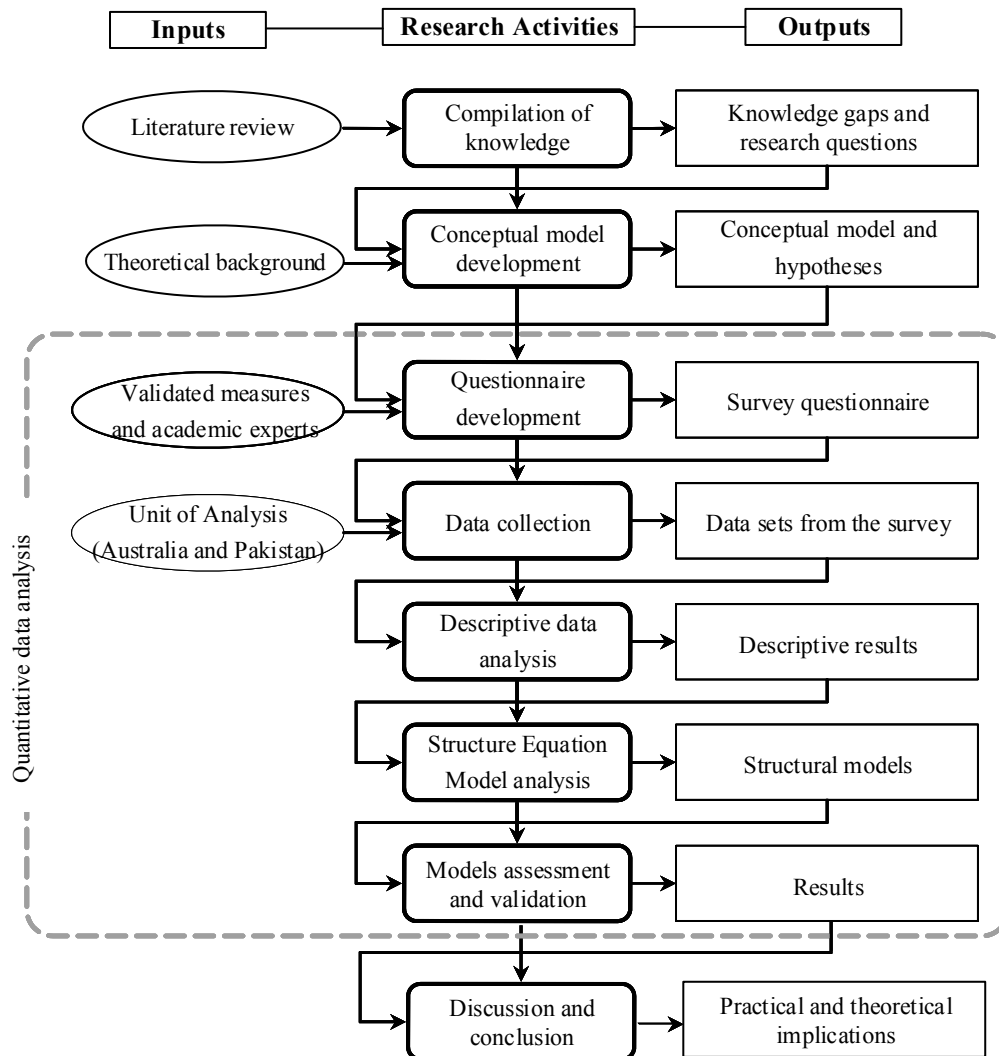 Inputs
Research Activities
Outputs
Literature review
Compilation of
knowledge
Knowledge gaps and
research questions
Theoretical background
Conceptual model
development
Conceptual model and
hypotheses
Validated measures
and academic experts
Questionnaire
development
Survey questionnaire
Unit of Analysis
(Australia and Pakistan)
Data collection
Data sets from the survey
Descriptive data
analysis
Descriptive results
Quantitative data analysis
Structure Equation
Model analysis
Structural models
Models assessment
and validation
Results
Discussion and
conclusion
Practical and theoretical
implications